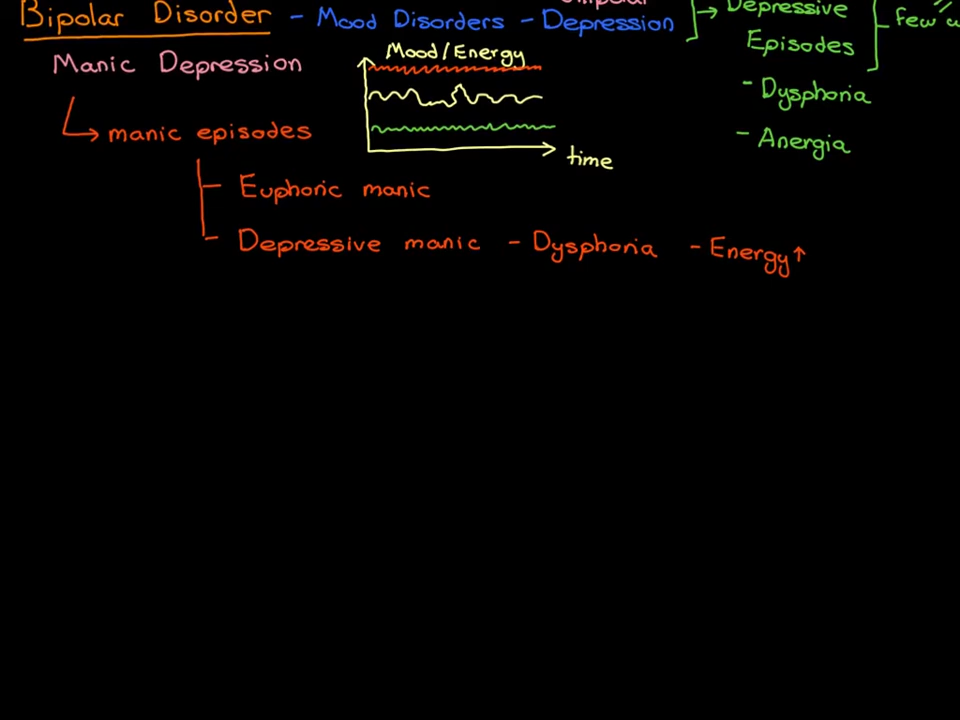 Bipolar Disorder - Mood Disorders - Depression → Depressive
Episodes
Few
Manic Depression
Mood/Energy
time
- Dysphoria
- Anergia
manic episodes
Euphoric manic
Depressive manic - Dysphoria - Energy↑